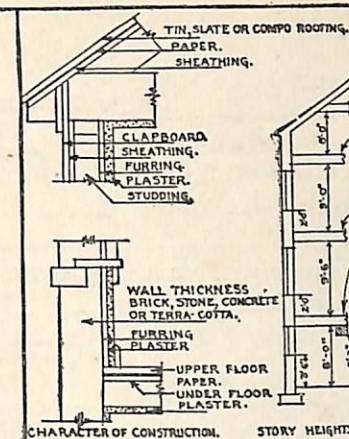 TIN, SLATE OR COMPO ROOFING.
PAPER.
SHEATHING.
CLAPBOARD
SHEATHING.
FURRING.
PLASTER.
STUDDING.
WALL THICKNESS
BRICK, STONE, CONCRETE
OR TERRA-COTTA.
FURRING
PLASTER
UPPER FLOOR
PAPER.
UNDER FLOOR
PLASTER.
9'-0"
9'-6"
8'-0"
CHARACTER OF CONSTRUCTION.
STORY HEIGHTS